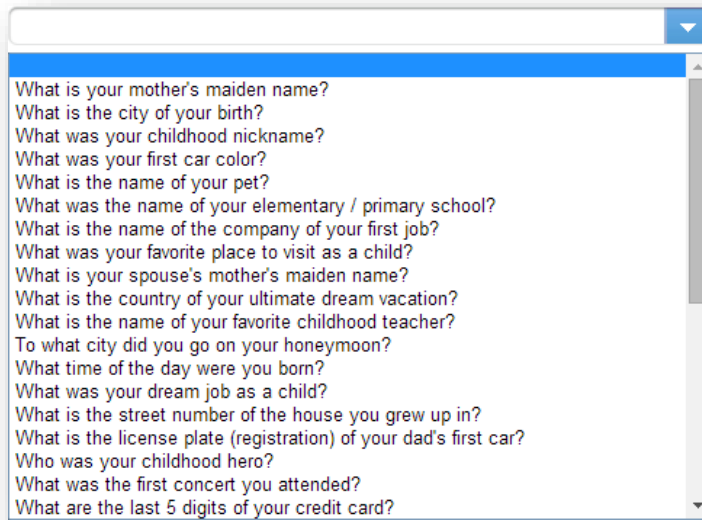 What is your mother's maiden name?
What is the city of your birth?
What was your childhood nickname?
What was your first car color?
What is the name of your pet?
What was the name of your elementary / primary school?
What is the name of the company of your first job?
What was your favorite place to visit as a child?
What is your spouse's mother's maiden name?
What is the country of your ultimate dream vacation?
What is the name of your favorite childhood teacher?
To what city did you go on your honeymoon?
What time of the day were you born?
What was your dream job as a child?
What is the street number of the house you grew up in?
What is the license plate (registration) of your dad's first car?
Who was your childhood hero?
What was the first concert you attended?
What are the last 5 digits of your credit card?